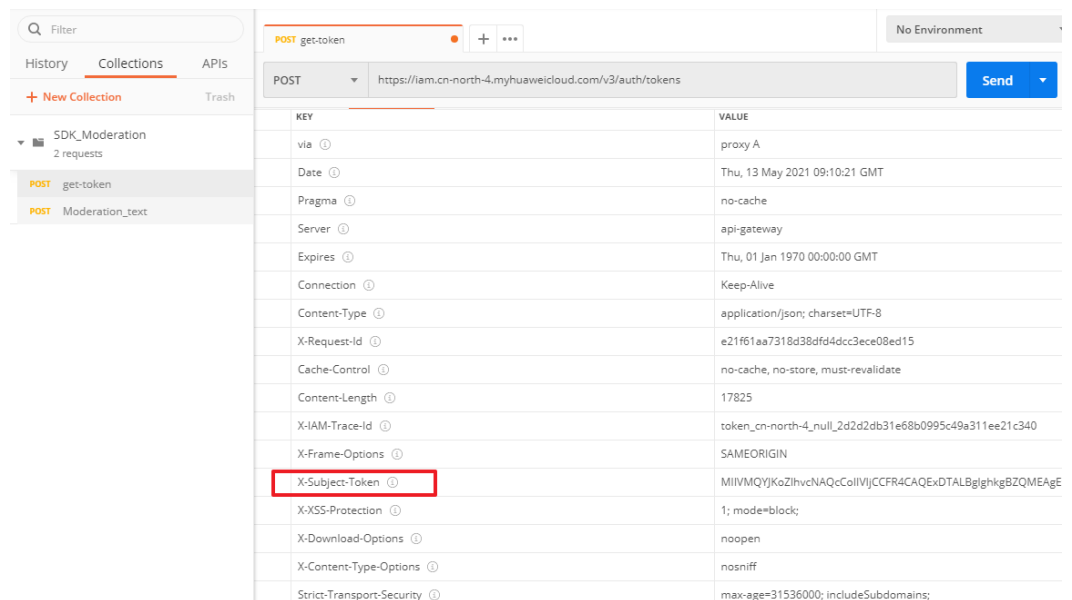 Filter
History Collections APIs
+ New Collection Trash
SDK_Moderation
2 requests
POST get-token
POST Moderation_text
POST get-token
No Environment
POST https://iam.cn-north-4.myhuaweicloud.com/v3/auth/tokens Send
KEY VALUE
via proxy A
Date Thu, 13 May 2021 09:10:21 GMT
Pragma no-cache
Server api-gateway
Expires Thu, 01 Jan 1970 00:00:00 GMT
Connection Keep-Alive
Content-Type application/json; charset=UTF-8
X-Request-Id e21f61aa7318d38dfd4dcc3ece08ed15
Cache-Control no-cache, no-store, must-revalidate
Content-Length 17825
X-IAM-Trace-Id token_cn-north-4_null_2d2d2db31e68b0995c49a311ee21c340
X-Frame-Options SAMEORIGIN
X-Subject-Token
X-XSS-Protection 1; mode=block;
X-Download-Options noopen
X-Content-Type-Options nosniff
Strict-Transport-Security max-age=31536000; includeSubdomains;